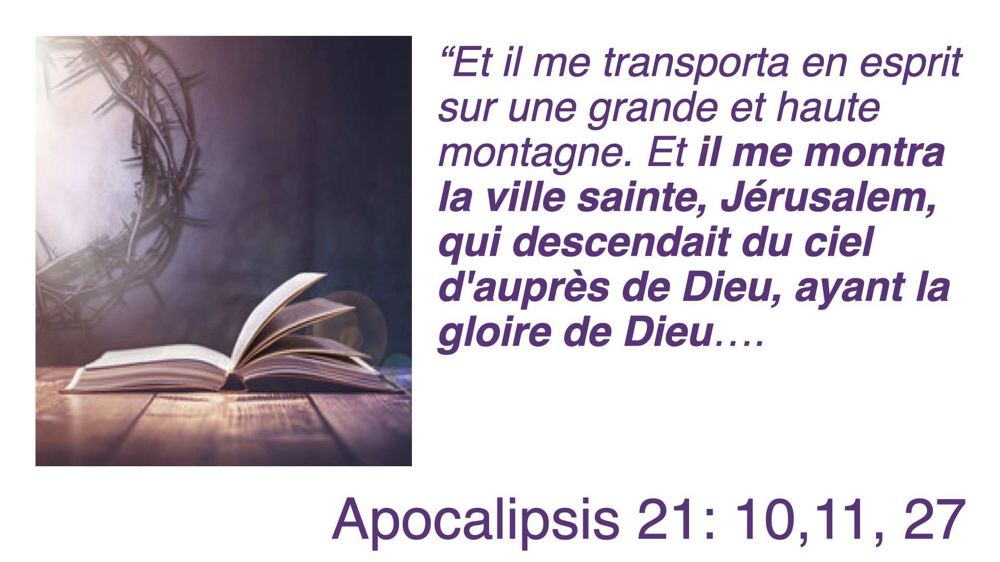 “Et il me transporta en esprit
sur une grande et haute
montagne. Et il me montra
la ville sainte, Jérusalem,
qui descendait du ciel
d'auprès de Dieu, ayant la
gloire de Dieu….
Apocalipsis 21: 10,11, 27